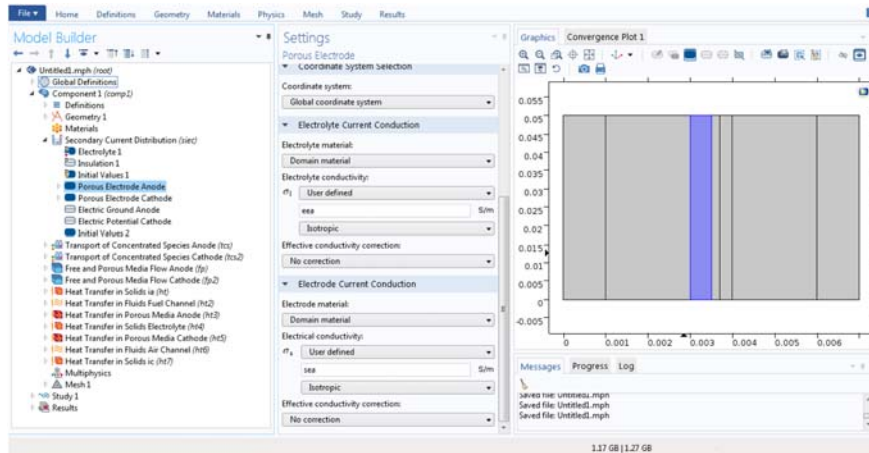 File
Home
Definitions
Geometry
Materials
Physics
Mesh
Study
Results
Model Builder
Untitled1.mph (root)
Global Definitions
Component 1 (comp1)
Definitions
Geometry 1
Materials
Secondary Current Distribution (siec)
Electrolyte 1
Insulation 1
Initial Values 1
Porous Electrode Anode
Porous Electrode Cathode
Electric Ground Anode
Electric Potential Cathode
Initial Values 2
Transport of Concentrated Species Anode (tcs)
Transport of Concentrated Species Cathode (tcs2)
Free and Porous Media Flow Anode (fp)
Free and Porous Media Flow Cathode (fp2)
Heat Transfer in Solids ia (ht)
Heat Transfer in Fluids Fuel Channel (ht2)
Heat Transfer in Porous Media Anode (ht3)
Heat Transfer in Solids Electrolyte (ht4)
Heat Transfer in Porous Media Cathode (ht5)
Heat Transfer in Fluids Air Channel (ht6)
Heat Transfer in Solids ic (ht7)
Multiphysics
Mesh 1
Study 1
Results
Settings
Porous Electrode
Coordinate System Selection
Coordinate system:
Global coordinate system
Electrolyte Current Conduction
Electrolyte material:
Domain material
Electrolyte conductivity:
σl User defined
eea S/m
Isotropic
Effective conductivity correction:
No correction
Electrode Current Conduction
Electrode material:
Domain material
Electrical conductivity:
σs User defined
sea S/m
Isotropic
Effective conductivity correction:
No correction
Graphics
Convergence Plot 1
0.055
0.05
0.045
0.04
0.035
0.03
0.025
0.02
0.015
0.01
0.005
0
-0.005
0 0.001 0.002 0.003 0.004 0.005 0.006
Messages
Progress
Log
Saved file: Untitled1.mph
Saved file: Untitled1.mph
Saved file: Untitled1.mph
1.17 GB | 1.27 GB